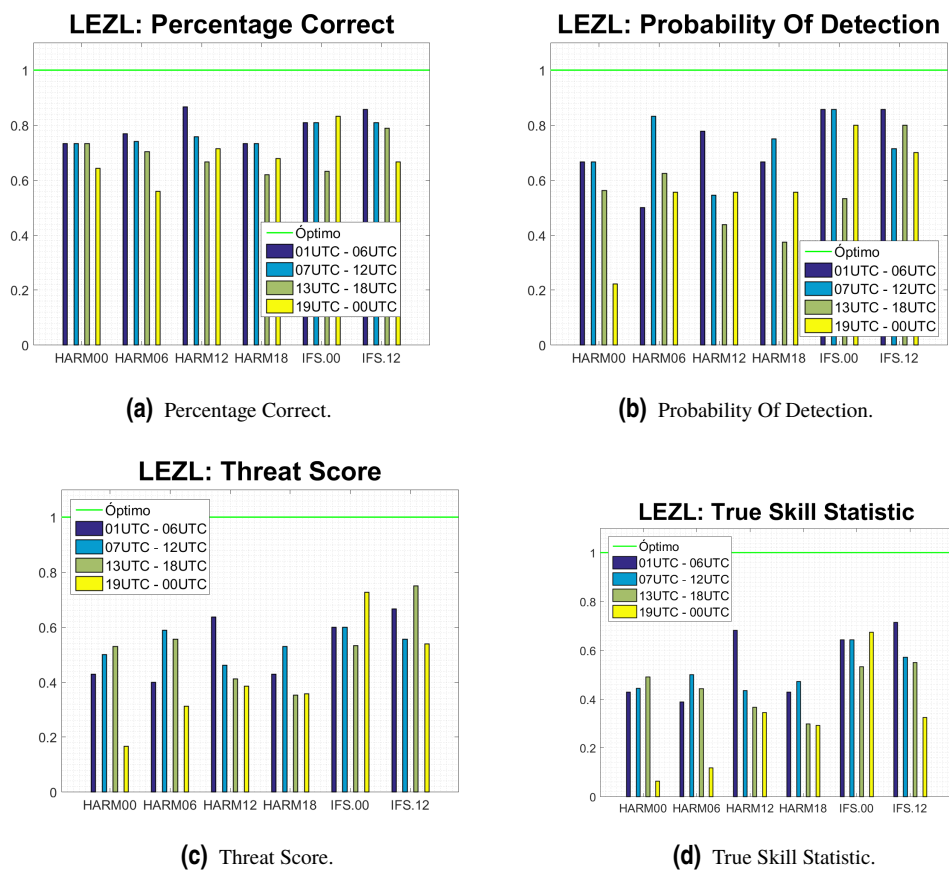 LEZL: Percentage Correct
1
0.8
0.6
0.4
0.2
0
HARM00 HARM06 HARM12 HARM18 IFS.00 IFS.12
Óptimo
01UTC - 06UTC
07UTC - 12UTC
13UTC - 18UTC
19UTC - 00UTC
(a) Percentage Correct.
LEZL: Probability Of Detection
1
0.8
0.6
0.4
0.2
0
HARM00 HARM06 HARM12 HARM18 IFS.00 IFS.12
Óptimo
01UTC - 06UTC
07UTC - 12UTC
13UTC - 18UTC
19UTC - 00UTC
(b) Probability Of Detection.
LEZL: Threat Score
Óptimo
01UTC - 06UTC
07UTC - 12UTC
13UTC - 18UTC
19UTC - 00UTC
1
0.8
0.6
0.4
0.2
0
HARM00 HARM06 HARM12 HARM18 IFS.00 IFS.12
(c) Threat Score.
LEZL: True Skill Statistic
Óptimo
01UTC - 06UTC
07UTC - 12UTC
13UTC - 18UTC
19UTC - 00UTC
1
0.8
0.6
0.4
0.2
0
HARM00 HARM06 HARM12 HARM18 IFS.00 IFS.12
(d) True Skill Statistic.